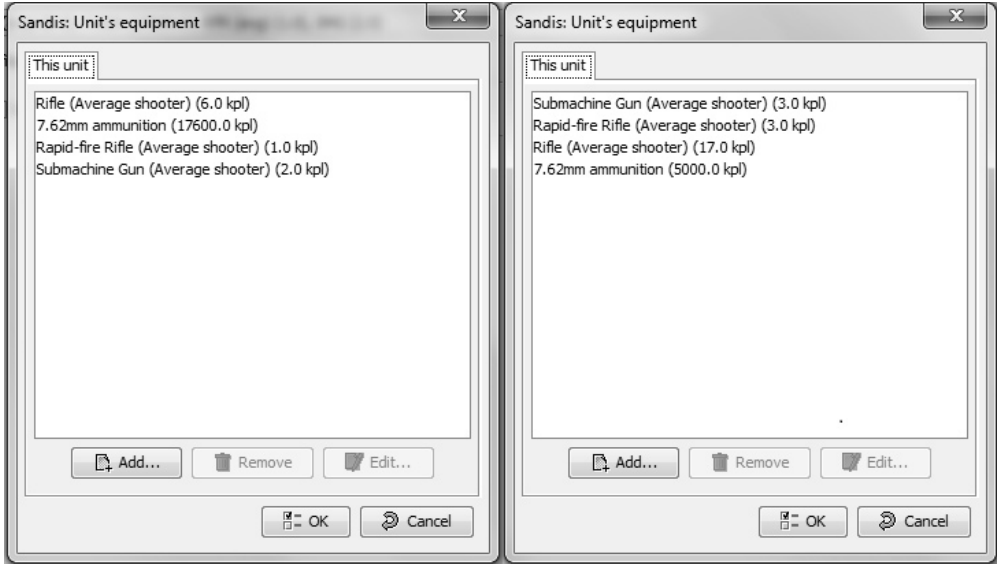 Sandis: Unit's equipment
This unit
Rifle (Average shooter) (6.0 kpl)
7.62mm ammunition (17600.0 kpl)
Rapid-fire Rifle (Average shooter) (1.0 kpl)
Submachine Gun (Average shooter) (2.0 kpl)
Add...
Remove
Edit...
OK
Cancel
Sandis: Unit's equipment
This unit
Submachine Gun (Average shooter) (3.0 kpl)
Rapid-fire Rifle (Average shooter) (3.0 kpl)
Rifle (Average shooter) (17.0 kpl)
7.62mm ammunition (5000.0 kpl)
Add...
Remove
Edit...
OK
Cancel